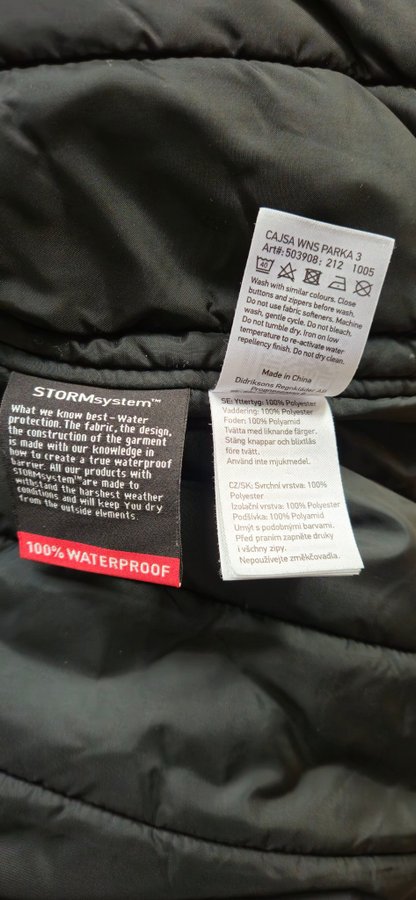 CAJSA WNS PARKA 3
Art#:503908: 212 1005
40
Wash with similar colours. Close
buttons and zippers before wash.
Do not use fabric softeners, Machine
wash, gentle cycle. Do not bleach.
Do not tumble dry. Iron on low
temperature to re-activate water
repellency finish. Do not dry clean.
Made in China
Didriksons Regnkläder AB
STORMsystem™
What we know best – Water
protection. The fabric, the design,
the construction of the garment
is made with our knowledge in
how to create a true waterproof
barrier. All our products with
STORMsystem™ are made to
withstand the harshest weather
conditions and will keep You dry
from the outside elements.
100% WATERPROOF
SE: Yttertyg: 100% Polyester
Vaddering: 100% Polyester
Foder: 100% Polyamid
Tvätta med liknande färger.
Stäng knappar och blixtlås
före tvätt.
Använd inte mjukmedel.
CZ/SK: Svrchní vrstva: 100%
Polyester
Izolační vrstva: 100% Polyester
Podšívka: 100% Polyamid
Umýt s podobnými barvami.
Před praním zapněte druky
i všechny zipy.
Nepoužívejte změkčovadla.